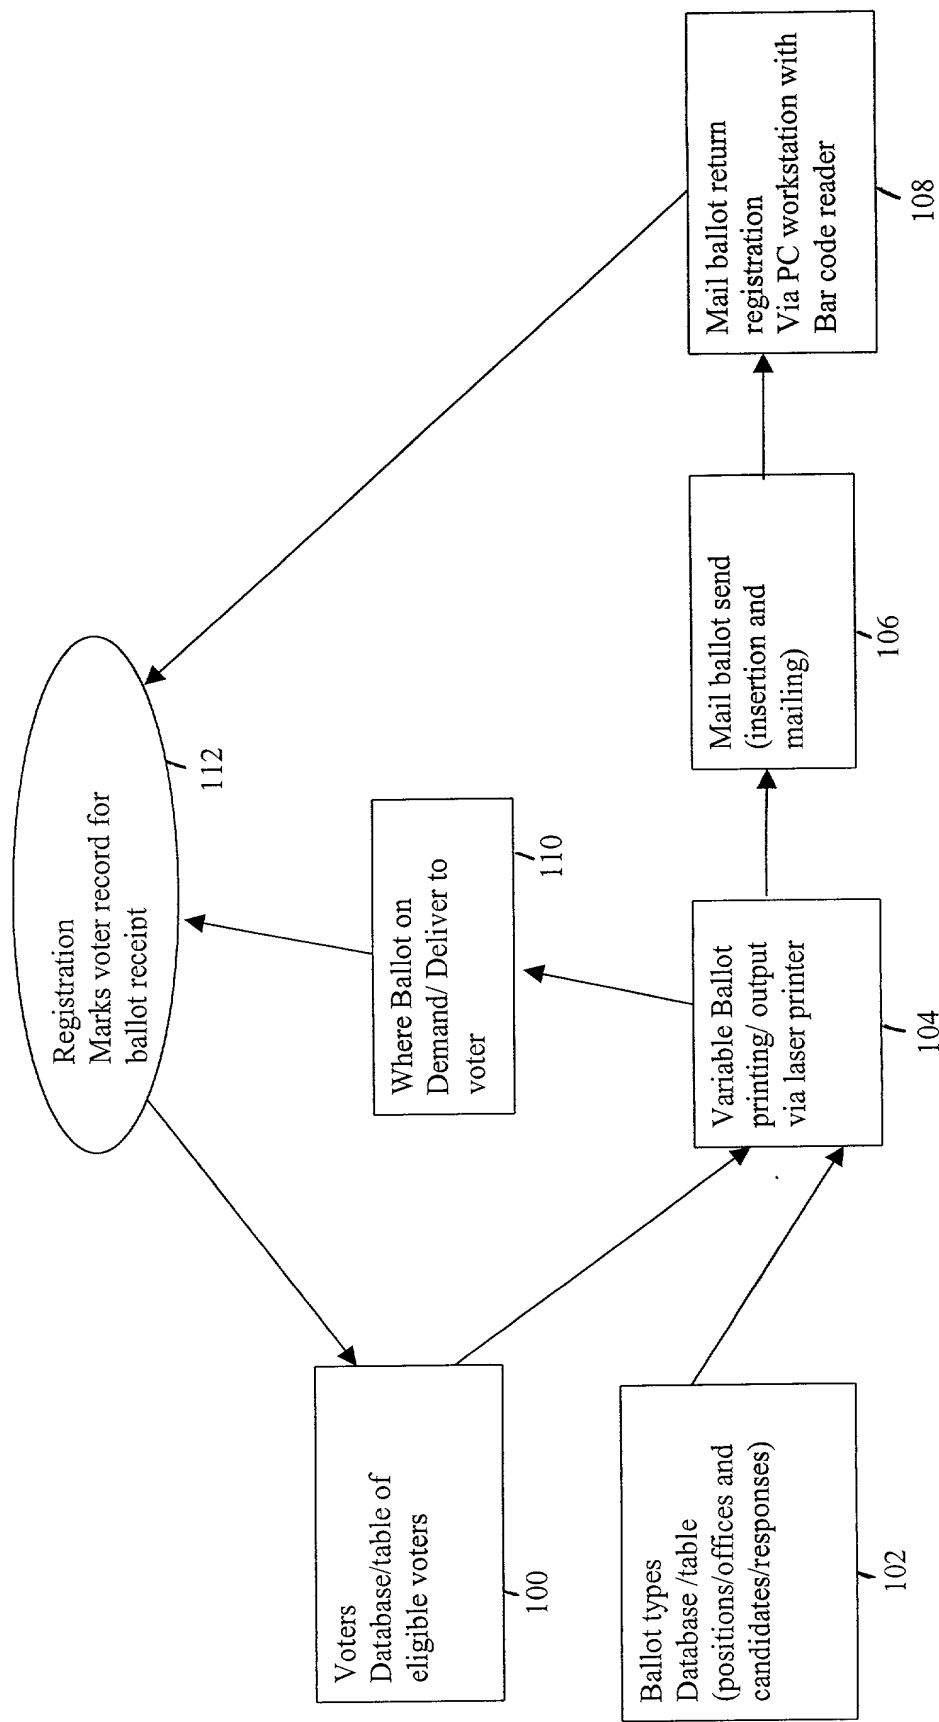 Registration
Marks voter record for
ballot receipt
112
Voters
Database/table of
eligible voters
100
Where Ballot on
Demand/ Deliver to
voter
110
Ballot types
Database /table
(positions/offices and
candidates/responses)
102
Variable Ballot
printing/ output
via laser printer
104
Mail ballot send
(insertion and
mailing)
106
Mail ballot return
registration
Via PC workstation with
Bar code reader
108